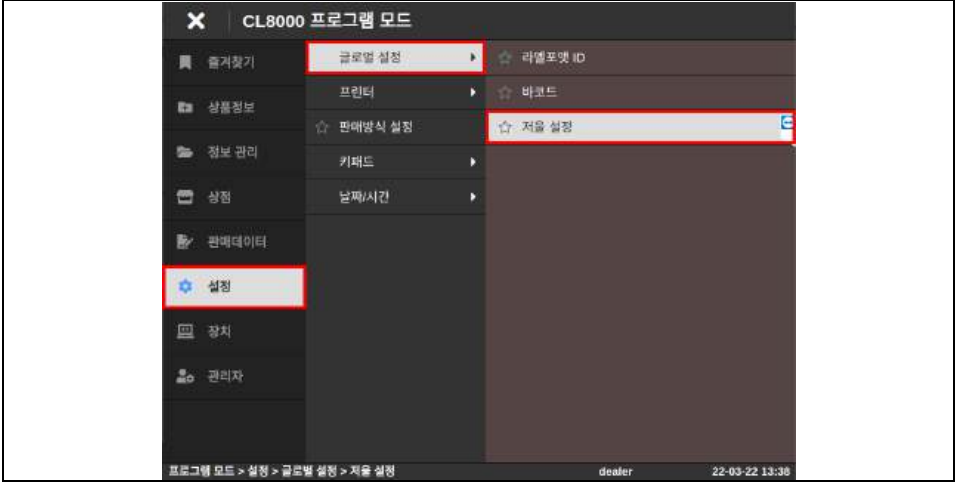 CL8000 프로그램 모드
즐겨찾기
상품정보
정보 관리
상점
판매데이터
설정
장치
관리자
글로벌 설정
프린터
판매방식 설정
키패드
날짜/시간
라벨포맷 ID
바코드
저울 설정
프로그램 모드 > 설정 > 글로벌 설정 > 저울 설정
dealer
22-03-22 13:38